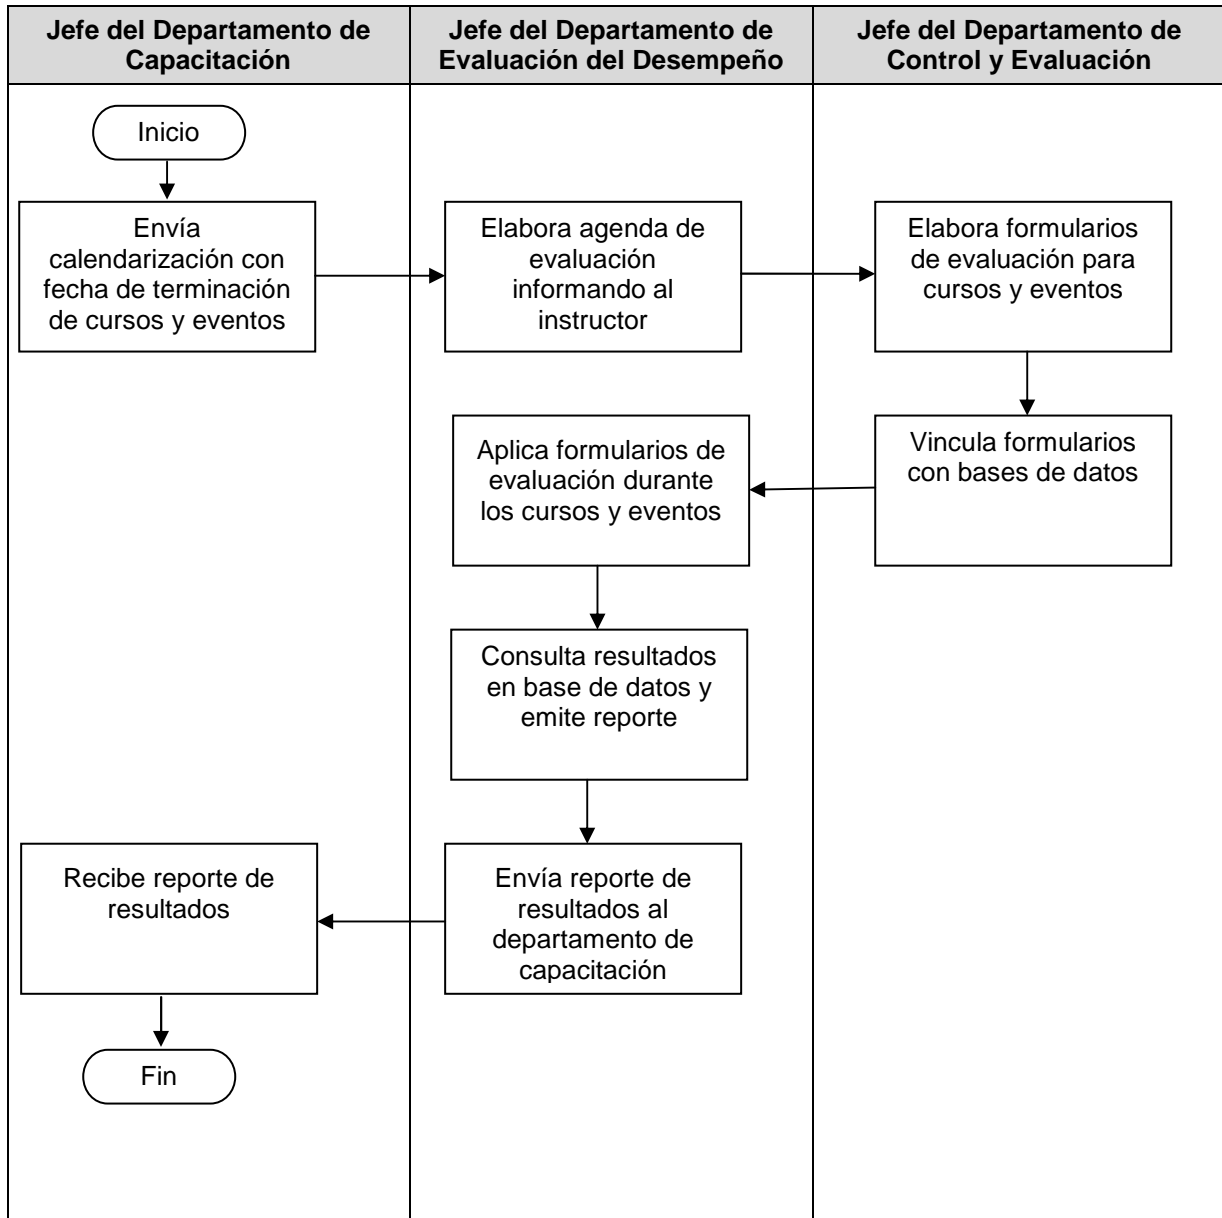 Jefe del Departamento de
Capacitación
Jefe del Departamento de
Evaluación del Desempeño
Jefe del Departamento de
Control y Evaluación
Inicio
Envía
calendarización con
fecha de terminación
de cursos y eventos
Elabora agenda de
evaluación
informando al
instructor
Elabora formularios
de evaluación para
cursos y eventos
Vincula formularios
con bases de datos
Aplica formularios de
evaluación durante
los cursos y eventos
Consulta resultados
en base de datos y
emite reporte
Envía reporte de
resultados al
departamento de
capacitación
Recibe reporte de
resultados
Fin